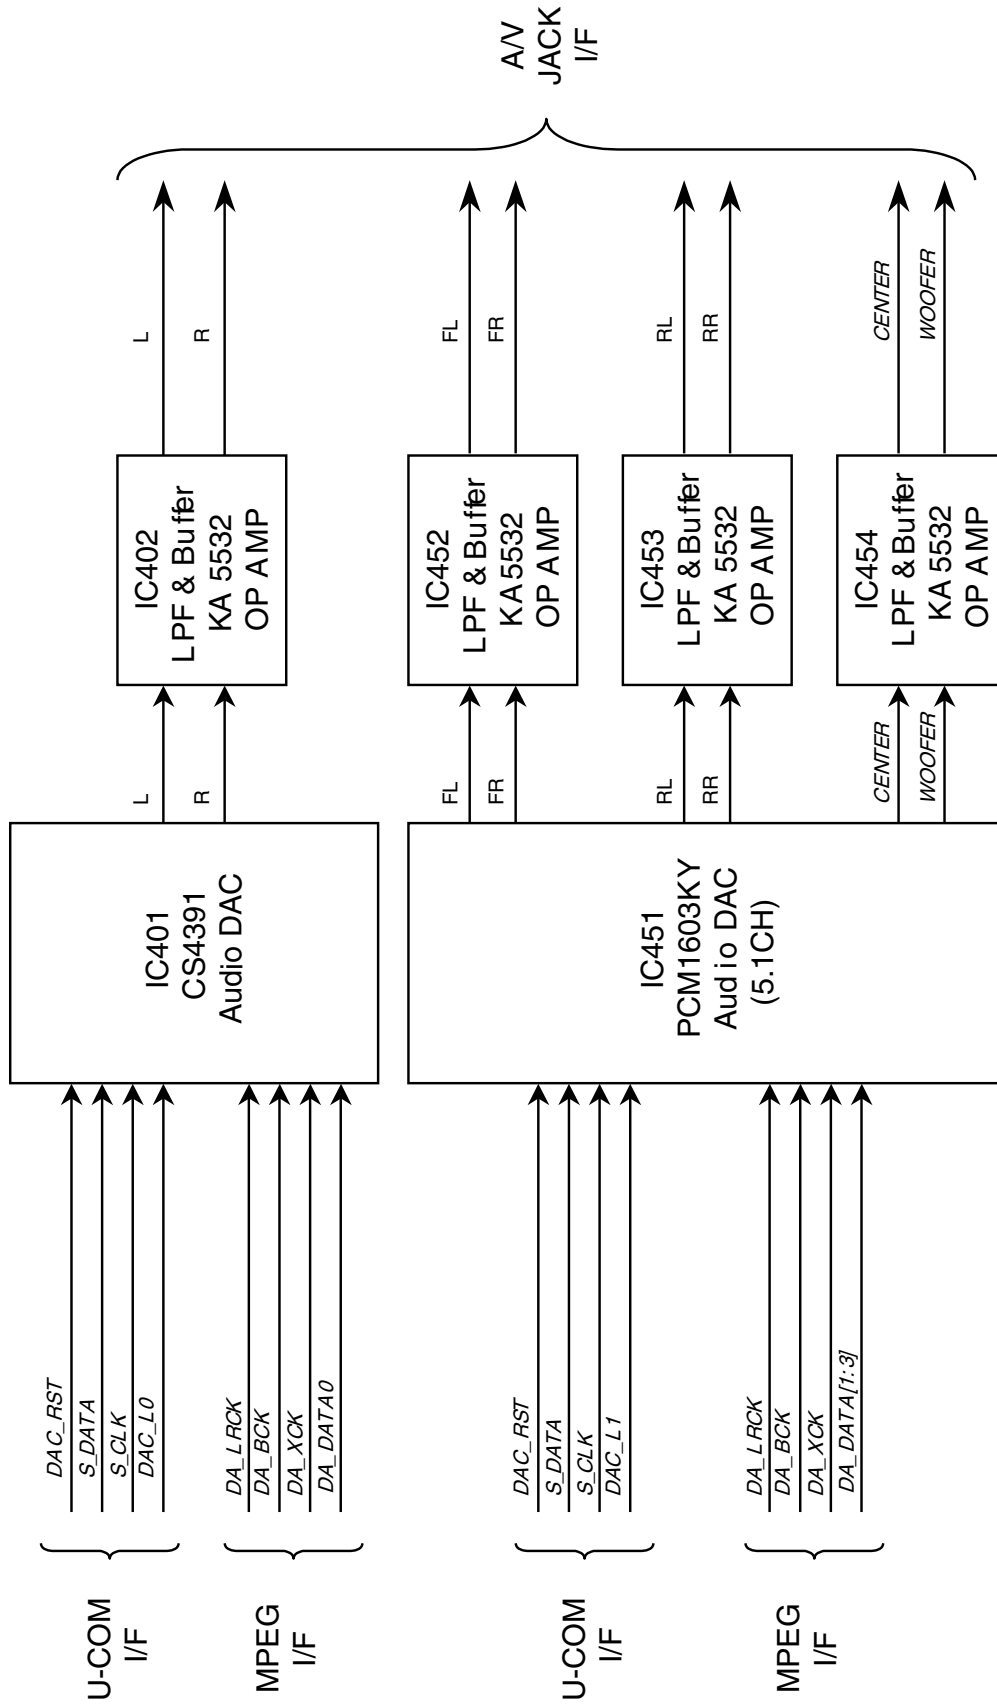 U-COM
I/F
DAC_RST
S_DATA
S_CLK
DAC_L0
MPEG
I/F
DA_LRCK
DA_BCK
DA_XCK
DA_DATA0
IC401
CS4391
Audio DAC
L
R
IC402
LPF & Buffer
KA 5532
OP AMP
L
R
U-COM
I/F
DAC_RST
S_DATA
S_CLK
DAC_L1
MPEG
I/F
DA_LRCK
DA_BCK
DA_XCK
DA_DATA[1:3]
IC451
PCM1603KY
Audio DAC
(5.1CH)
FL
FR
RL
RR
CENTER
WOOFER
IC452
LPF & Buffer
KA5532
OP AMP
FL
FR
IC453
LPF & Buffer
KA 5532
OP AMP
RL
RR
IC454
LPF & Buffer
KA 5532
OP AMP
CENTER
WOOFER
A/V
JACK
I/F